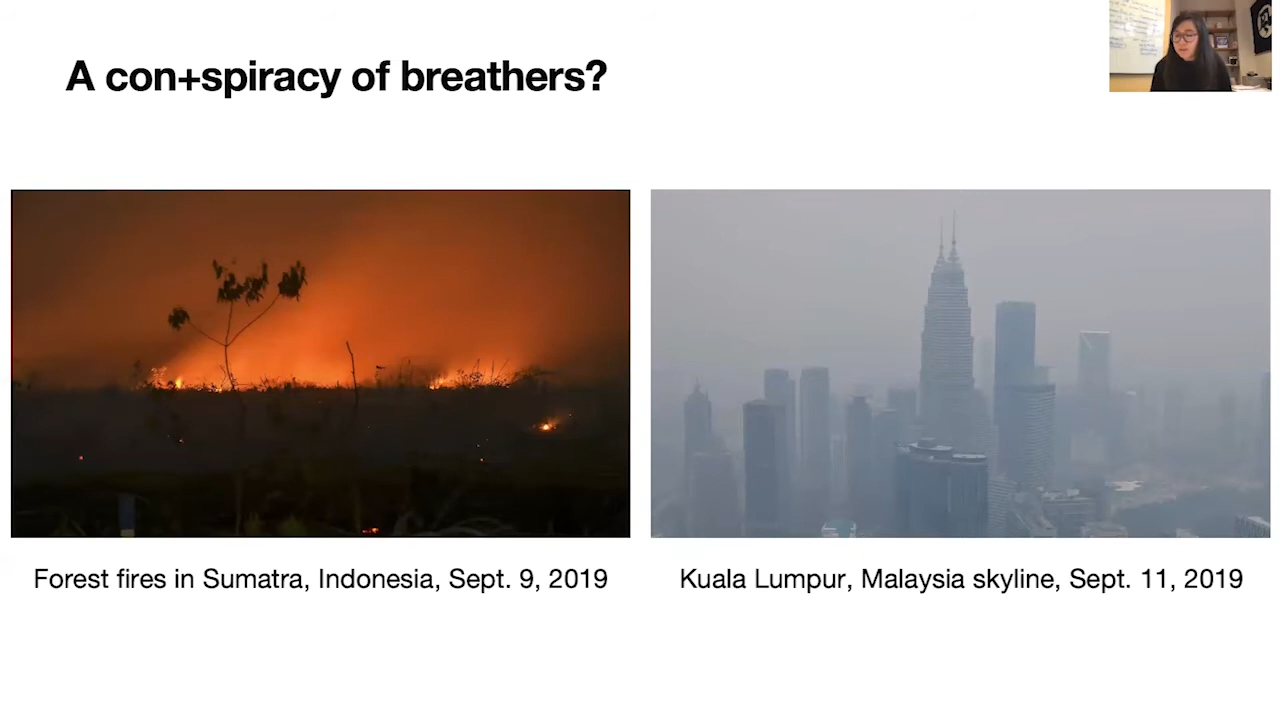 A con+spiracy of breathers?
Forest fires in Sumatra, Indonesia, Sept. 9, 2019
Kuala Lumpur, Malaysia skyline, Sept. 11, 2019